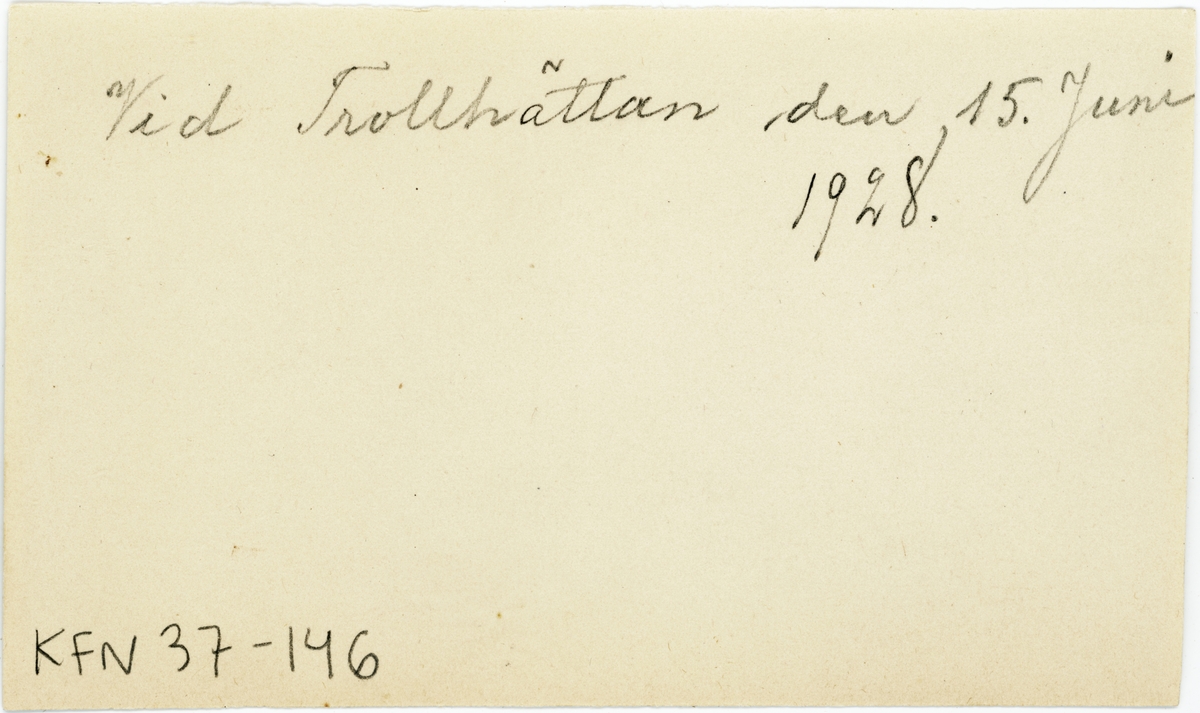 Vid Trollhättan den 15. Juni
1928.
KFN 37-146